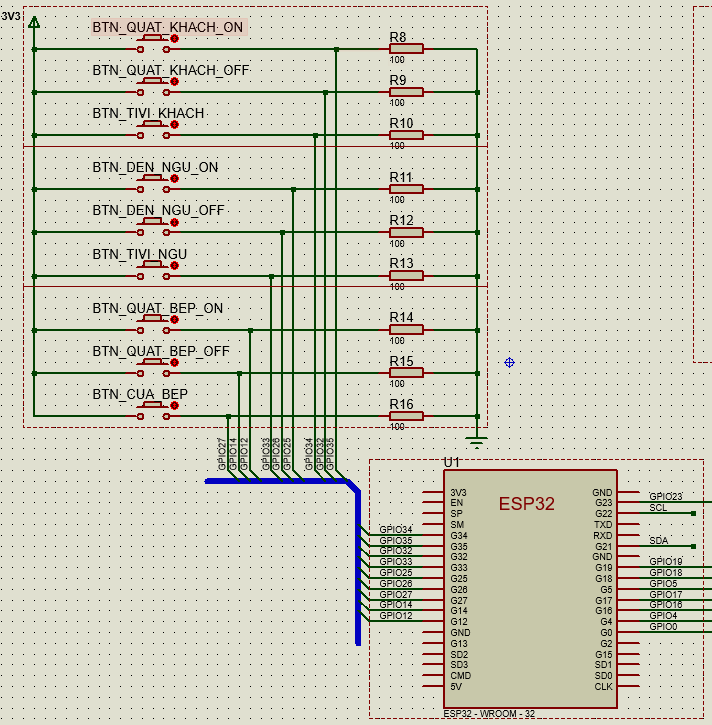 3V3
BTN_QUAT_KHACH_ON
R8
100
BTN_QUAT_KHACH_OFF
R9
100
BTN_TIVI_KHACH
R10
100
BTN_DEN_NGU_ON
R11
100
BTN_DEN_NGU_OFF
R12
100
BTN_TIVI_NGU
R13
100
BTN_QUAT_BEP_ON
R14
100
BTN_QUAT_BEP_OFF
R15
100
BTN_CUA_BEP
R16
100
GPIO27
GPIO14
GPIO12
GPIO33
GPIO26
GPIO25
GPIO34
GPIO32
GPIO35
U1
ESP32
3V3
EN
SP
SM
GPIO34 G34
GPIO35 G35
GPIO32 G32
GPIO33 G33
GPIO25 G25
GPIO26 G26
GPIO27 G27
GPIO14 G14
GPIO12 G12
GND
G13
SD2
SD3
CMD
5V
GND
G23 GPIO23
G22 SCL
TXD
RXD
G21 SDA
GND
G19 GPIO19
G18 GPIO18
G5 GPIO5
G17 GPIO17
G16 GPIO16
G4 GPIO4
G0 GPIO0
G2
G15
SD1
SD0
CLK
ESP32 - WROOM - 32